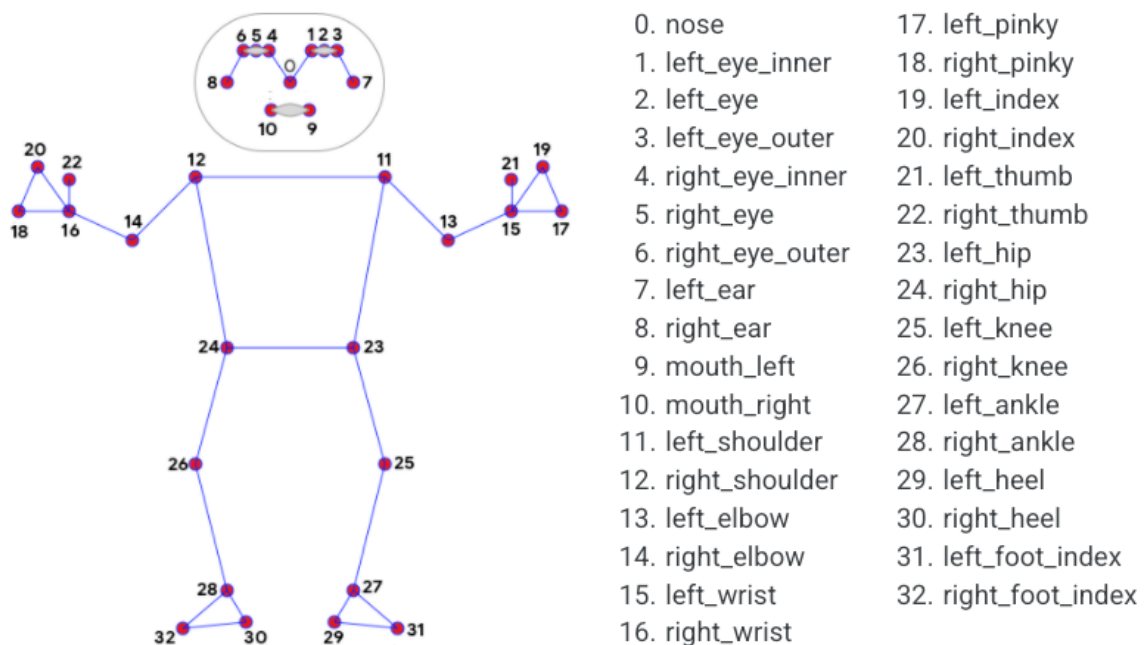 6 5 4 1 2 3
0
8 7
10 9
20 22 12 11 21 19
18 16 14 13 15 17
24 23
26 25
28 27
32 30 29 31
0. nose
1. left_eye_inner
2. left_eye
3. left_eye_outer
4. right_eye_inner
5. right_eye
6. right_eye_outer
7. left_ear
8. right_ear
9. mouth_left
10. mouth_right
11. left_shoulder
12. right_shoulder
13. left_elbow
14. right_elbow
15. left_wrist
16. right_wrist
17. left_pinky
18. right_pinky
19. left_index
20. right_index
21. left_thumb
22. right_thumb
23. left_hip
24. right_hip
25. left_knee
26. right_knee
27. left_ankle
28. right_ankle
29. left_heel
30. right_heel
31. left_foot_index
32. right_foot_index